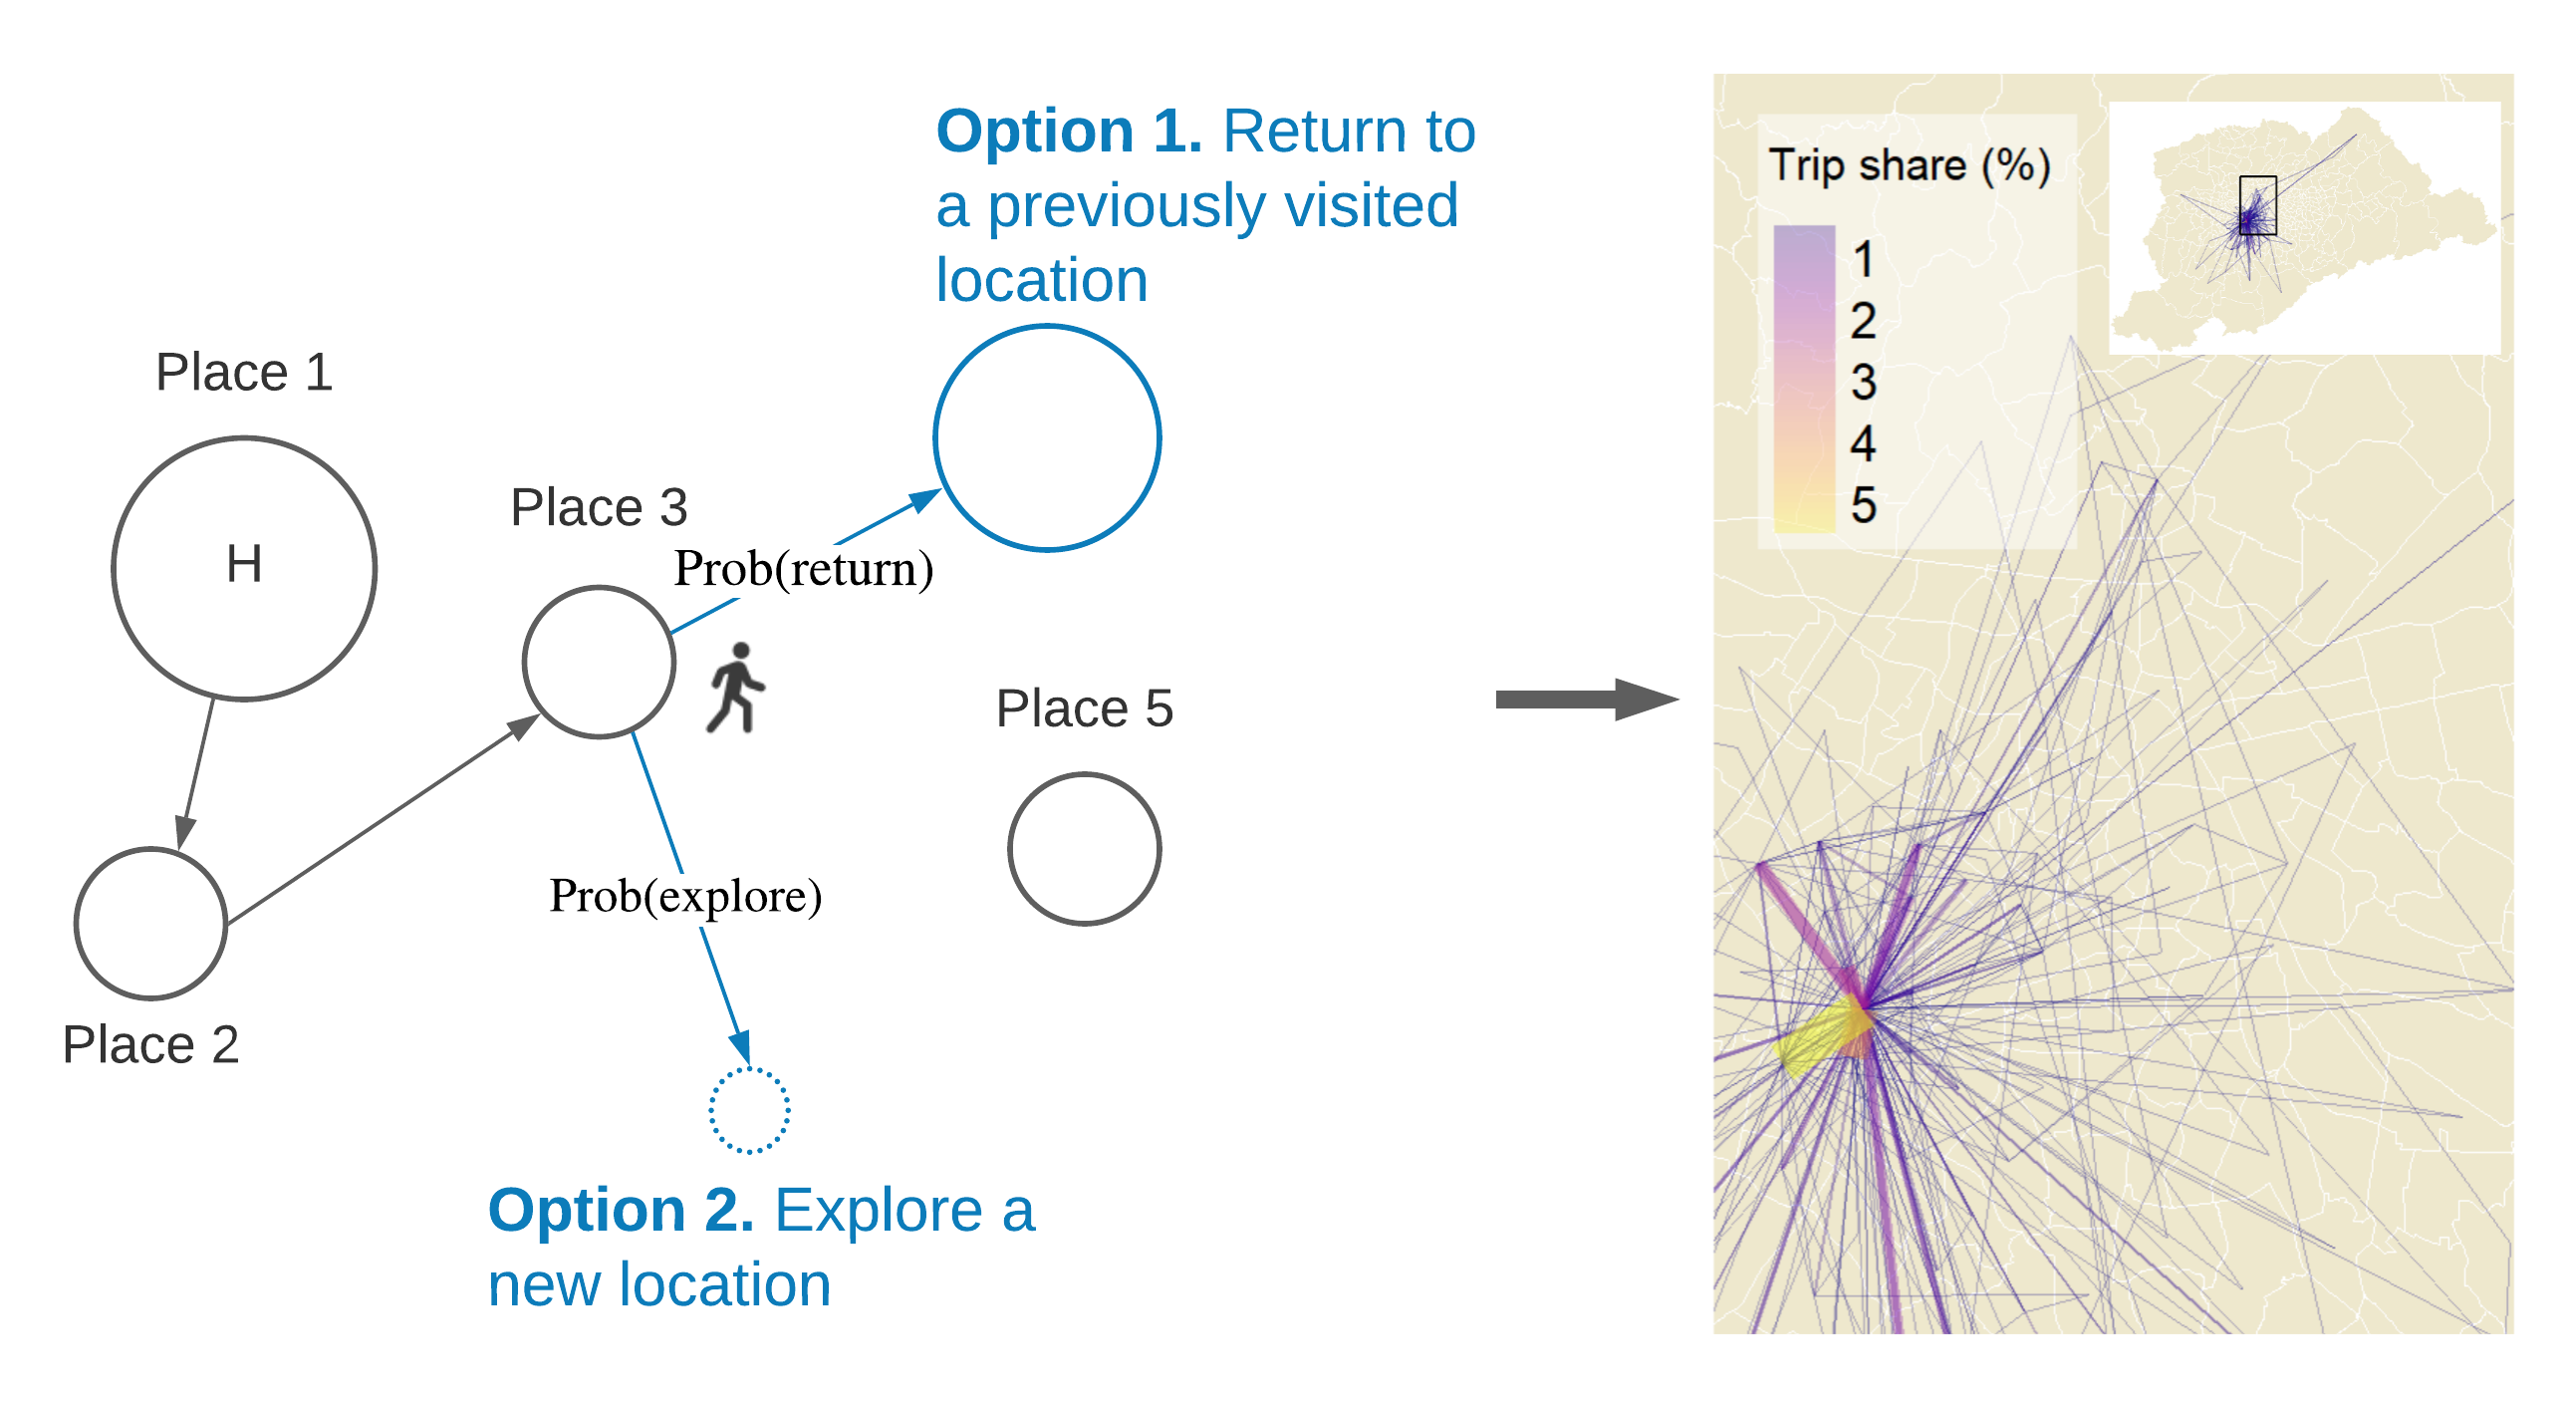 Option 1. Return to
a previously visited
location
Place 1
H
Place 3
Prob(return)
Place 5
Prob(explore)
Place 2
Option 2. Explore a
new location
Trip share (%)
1
2
3
4
5